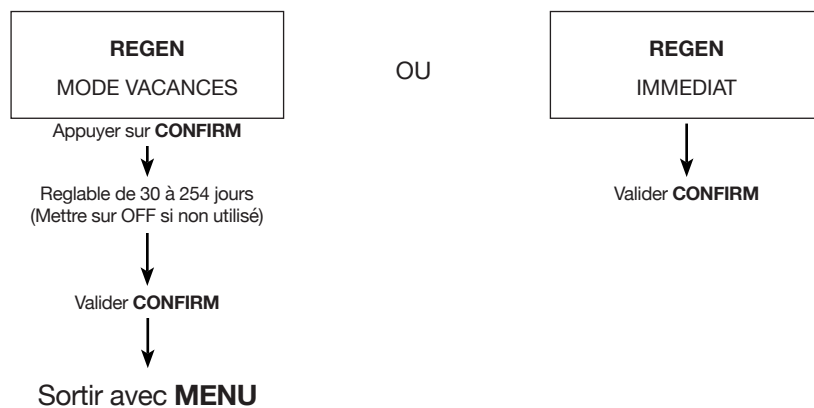 REGEN
MODE VACANCES
Appuyer sur CONFIRM
Reglable de 30 à 254 jours
(Mettre sur OFF si non utilisé)
Valider CONFIRM
Sortir avec MENU
OU
REGEN
IMMEDIAT
Valider CONFIRM